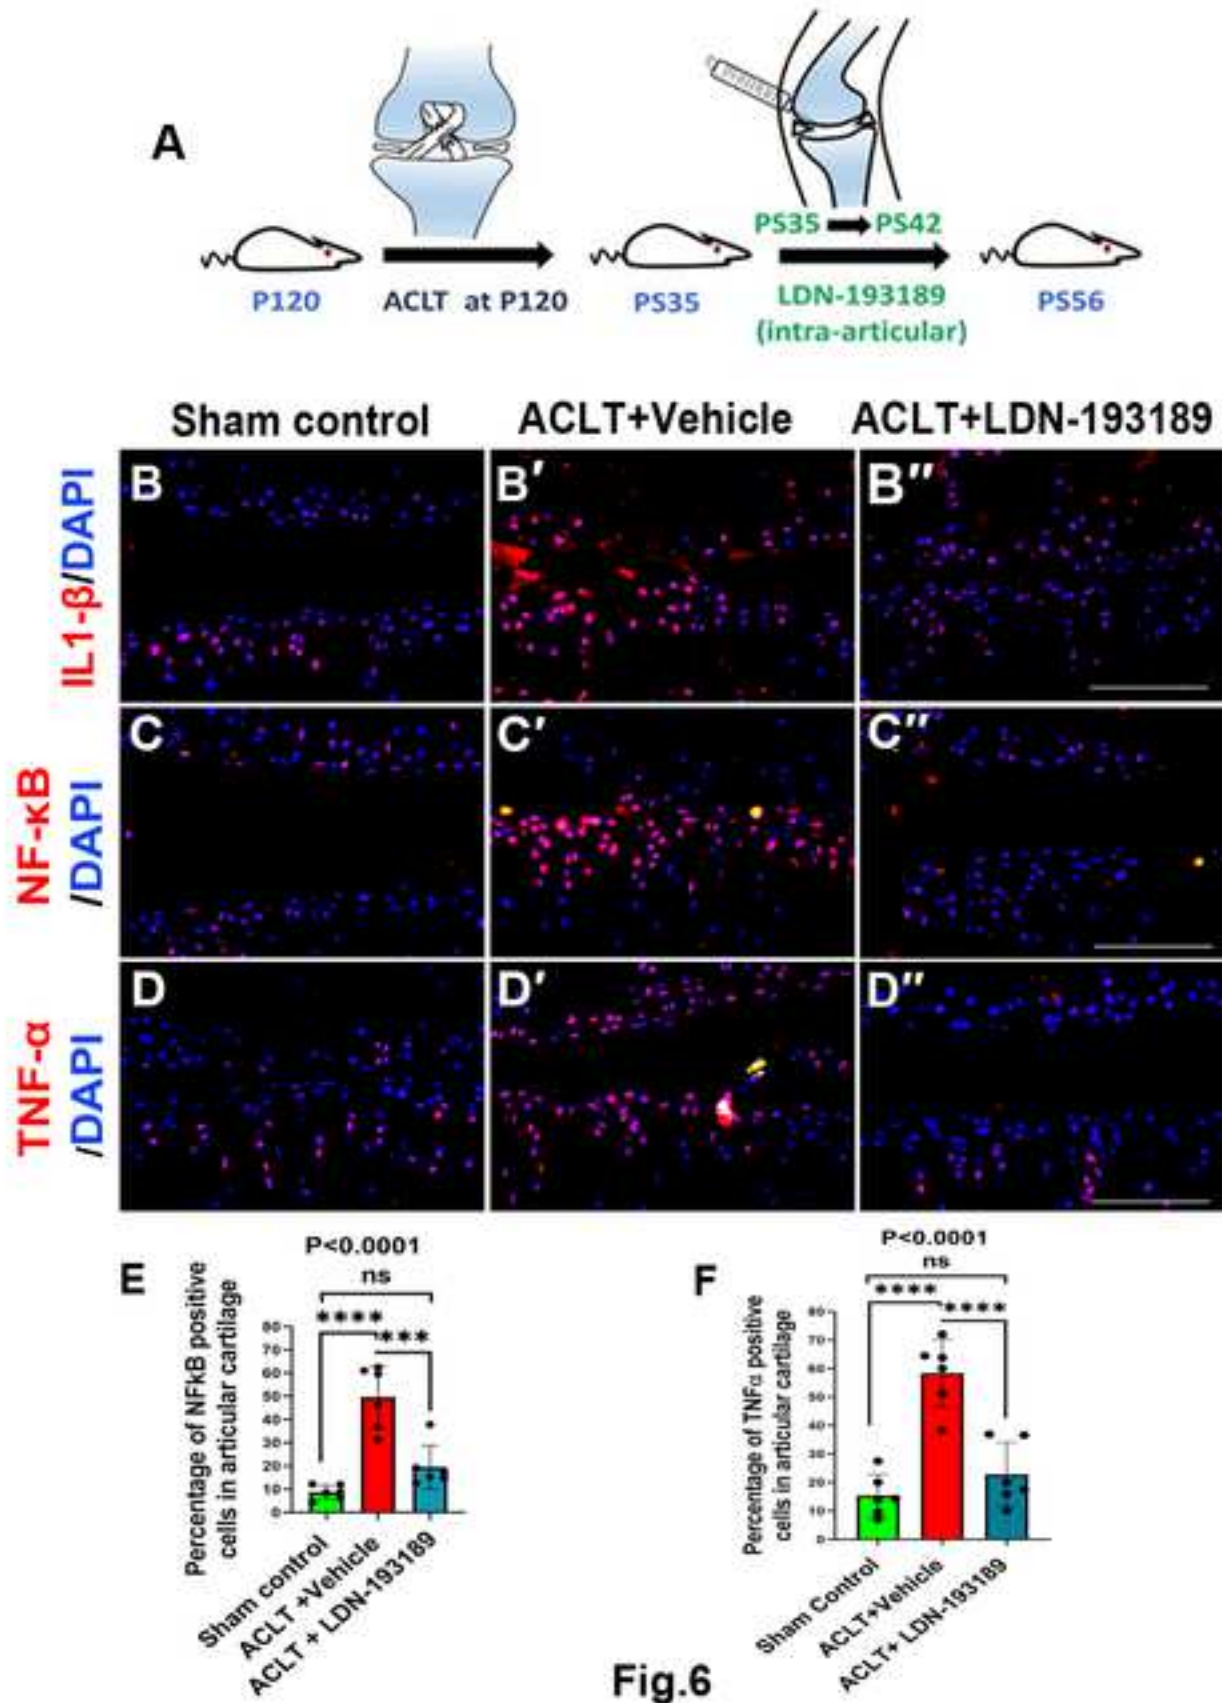 A
PS35 PS42
P120
ACLT at P120
PS35
LDN-193189
(intra-articular)
PS56
Sham control
ACLT+Vehicle
ACLT+LDN-193189
IL1-β/DAPI
B
B'
B''
NF-κB
/DAPI
C
C'
C''
TNF-α
/DAPI
D
D'
D''
E
P<0.0001
ns
****
***
Percentage of NFkB positive
cells in articular cartilage
80
70
60
50
40
30
20
10
0
Sham control
ACLT +Vehicle
ACLT + LDN-193189
F
P<0.0001
ns
****
****
Percentage of TNFα positive
cells in articular cartilage
80
70
60
50
40
30
20
10
0
Sham Control
ACLT+Vehicle
ACLT+ LDN-193189
Fig.6